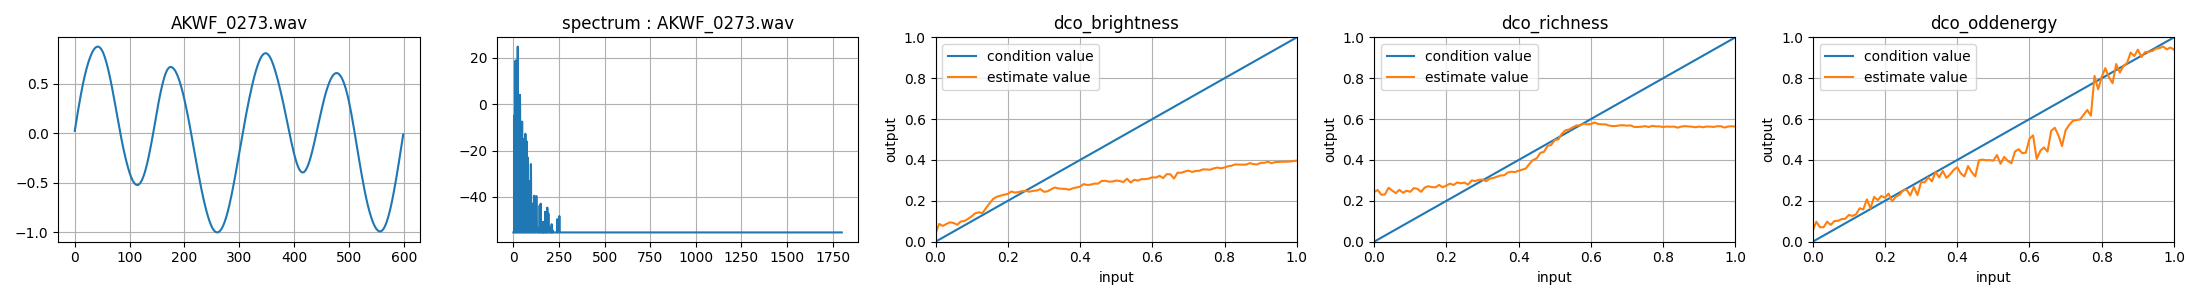 AKWF_0273.wav
0.5
0.0
−0.5
−1.0
0 100 200 300 400 500 600
spectrum : AKWF_0273.wav
20
0
−20
−40
0 250 500 750 1000 1250 1500 1750
dco_brightness
condition value
estimate value
output
1.0
0.8
0.6
0.4
0.2
0.0
0.0 0.2 0.4 0.6 0.8 1.0
input
dco_richness
condition value
estimate value
output
1.0
0.8
0.6
0.4
0.2
0.0
0.0 0.2 0.4 0.6 0.8 1.0
input
dco_oddenergy
condition value
estimate value
output
1.0
0.8
0.6
0.4
0.2
0.0
0.0 0.2 0.4 0.6 0.8 1.0
input